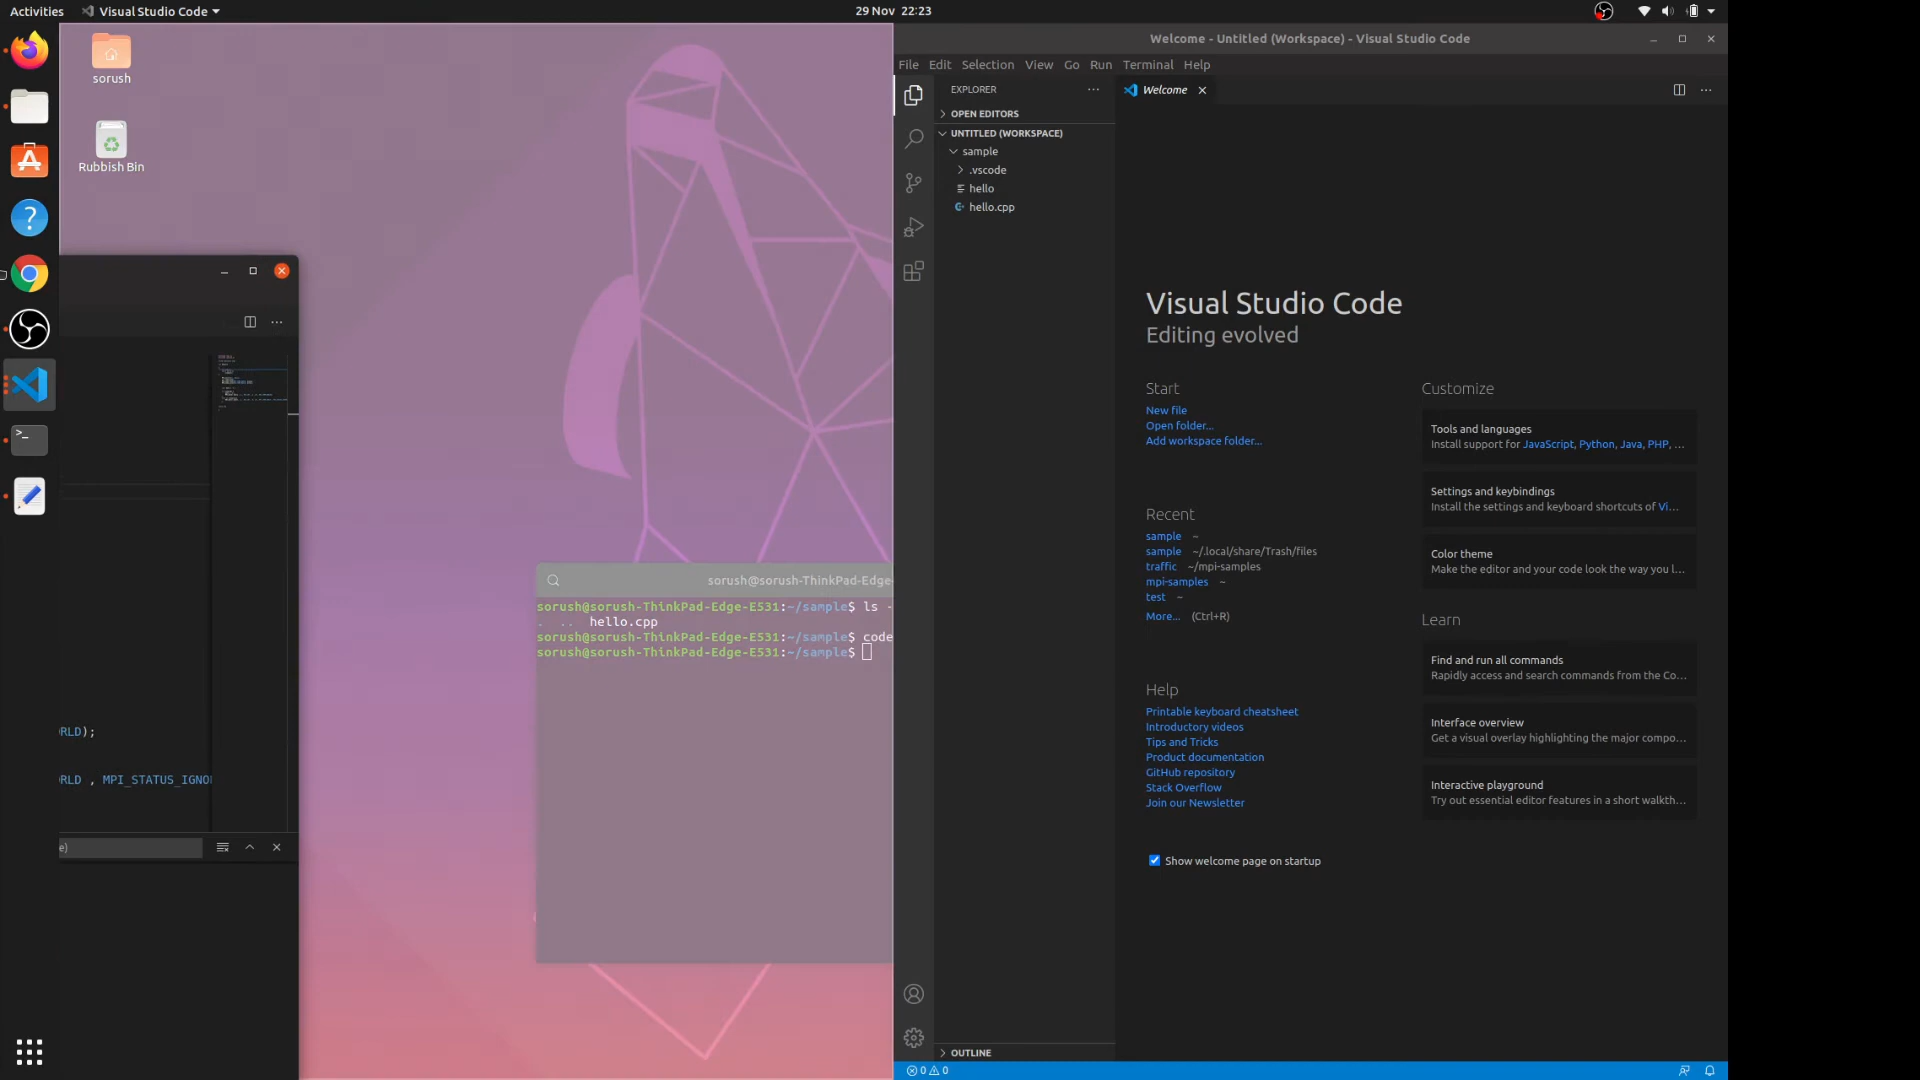 Activities
Visual Studio Code
29 Nov 22:23
sorush
Rubbish Bin
RLD);
RLD , MPI_STATUS_IGNO
e)
sorush@sorush-ThinkPad-Edge-
sorush@sorush-ThinkPad-Edge-E531:~/sample$ ls -
. .. hello.cpp
sorush@sorush-ThinkPad-Edge-E531:~/sample$ code
sorush@sorush-ThinkPad-Edge-E531:~/sample$
Welcome - Untitled (Workspace) - Visual Studio Code
File Edit Selection View Go Run Terminal Help
EXPLORER
OPEN EDITORS
UNTITLED (WORKSPACE)
sample
.vscode
hello
hello.cpp
OUTLINE
Welcome
Visual Studio Code
Editing evolved
Start
New file
Open folder...
Add workspace folder...
Recent
sample ~
sample ~/.local/share/Trash/files
traffic ~/mpi-samples
mpi-samples ~
test ~
More... (Ctrl+R)
Help
Printable keyboard cheatsheet
Introductory videos
Tips and Tricks
Product documentation
GitHub repository
Stack Overflow
Join our Newsletter
Show welcome page on startup
Customize
Tools and languages
Install support for JavaScript, Python, Java, PHP, ...
Settings and keybindings
Install the settings and keyboard shortcuts of Vi...
Color theme
Make the editor and your code look the way you l...
Learn
Find and run all commands
Rapidly access and search commands from the Co...
Interface overview
Get a visual overlay highlighting the major compo...
Interactive playground
Try out essential editor features in a short walkth...
0 0